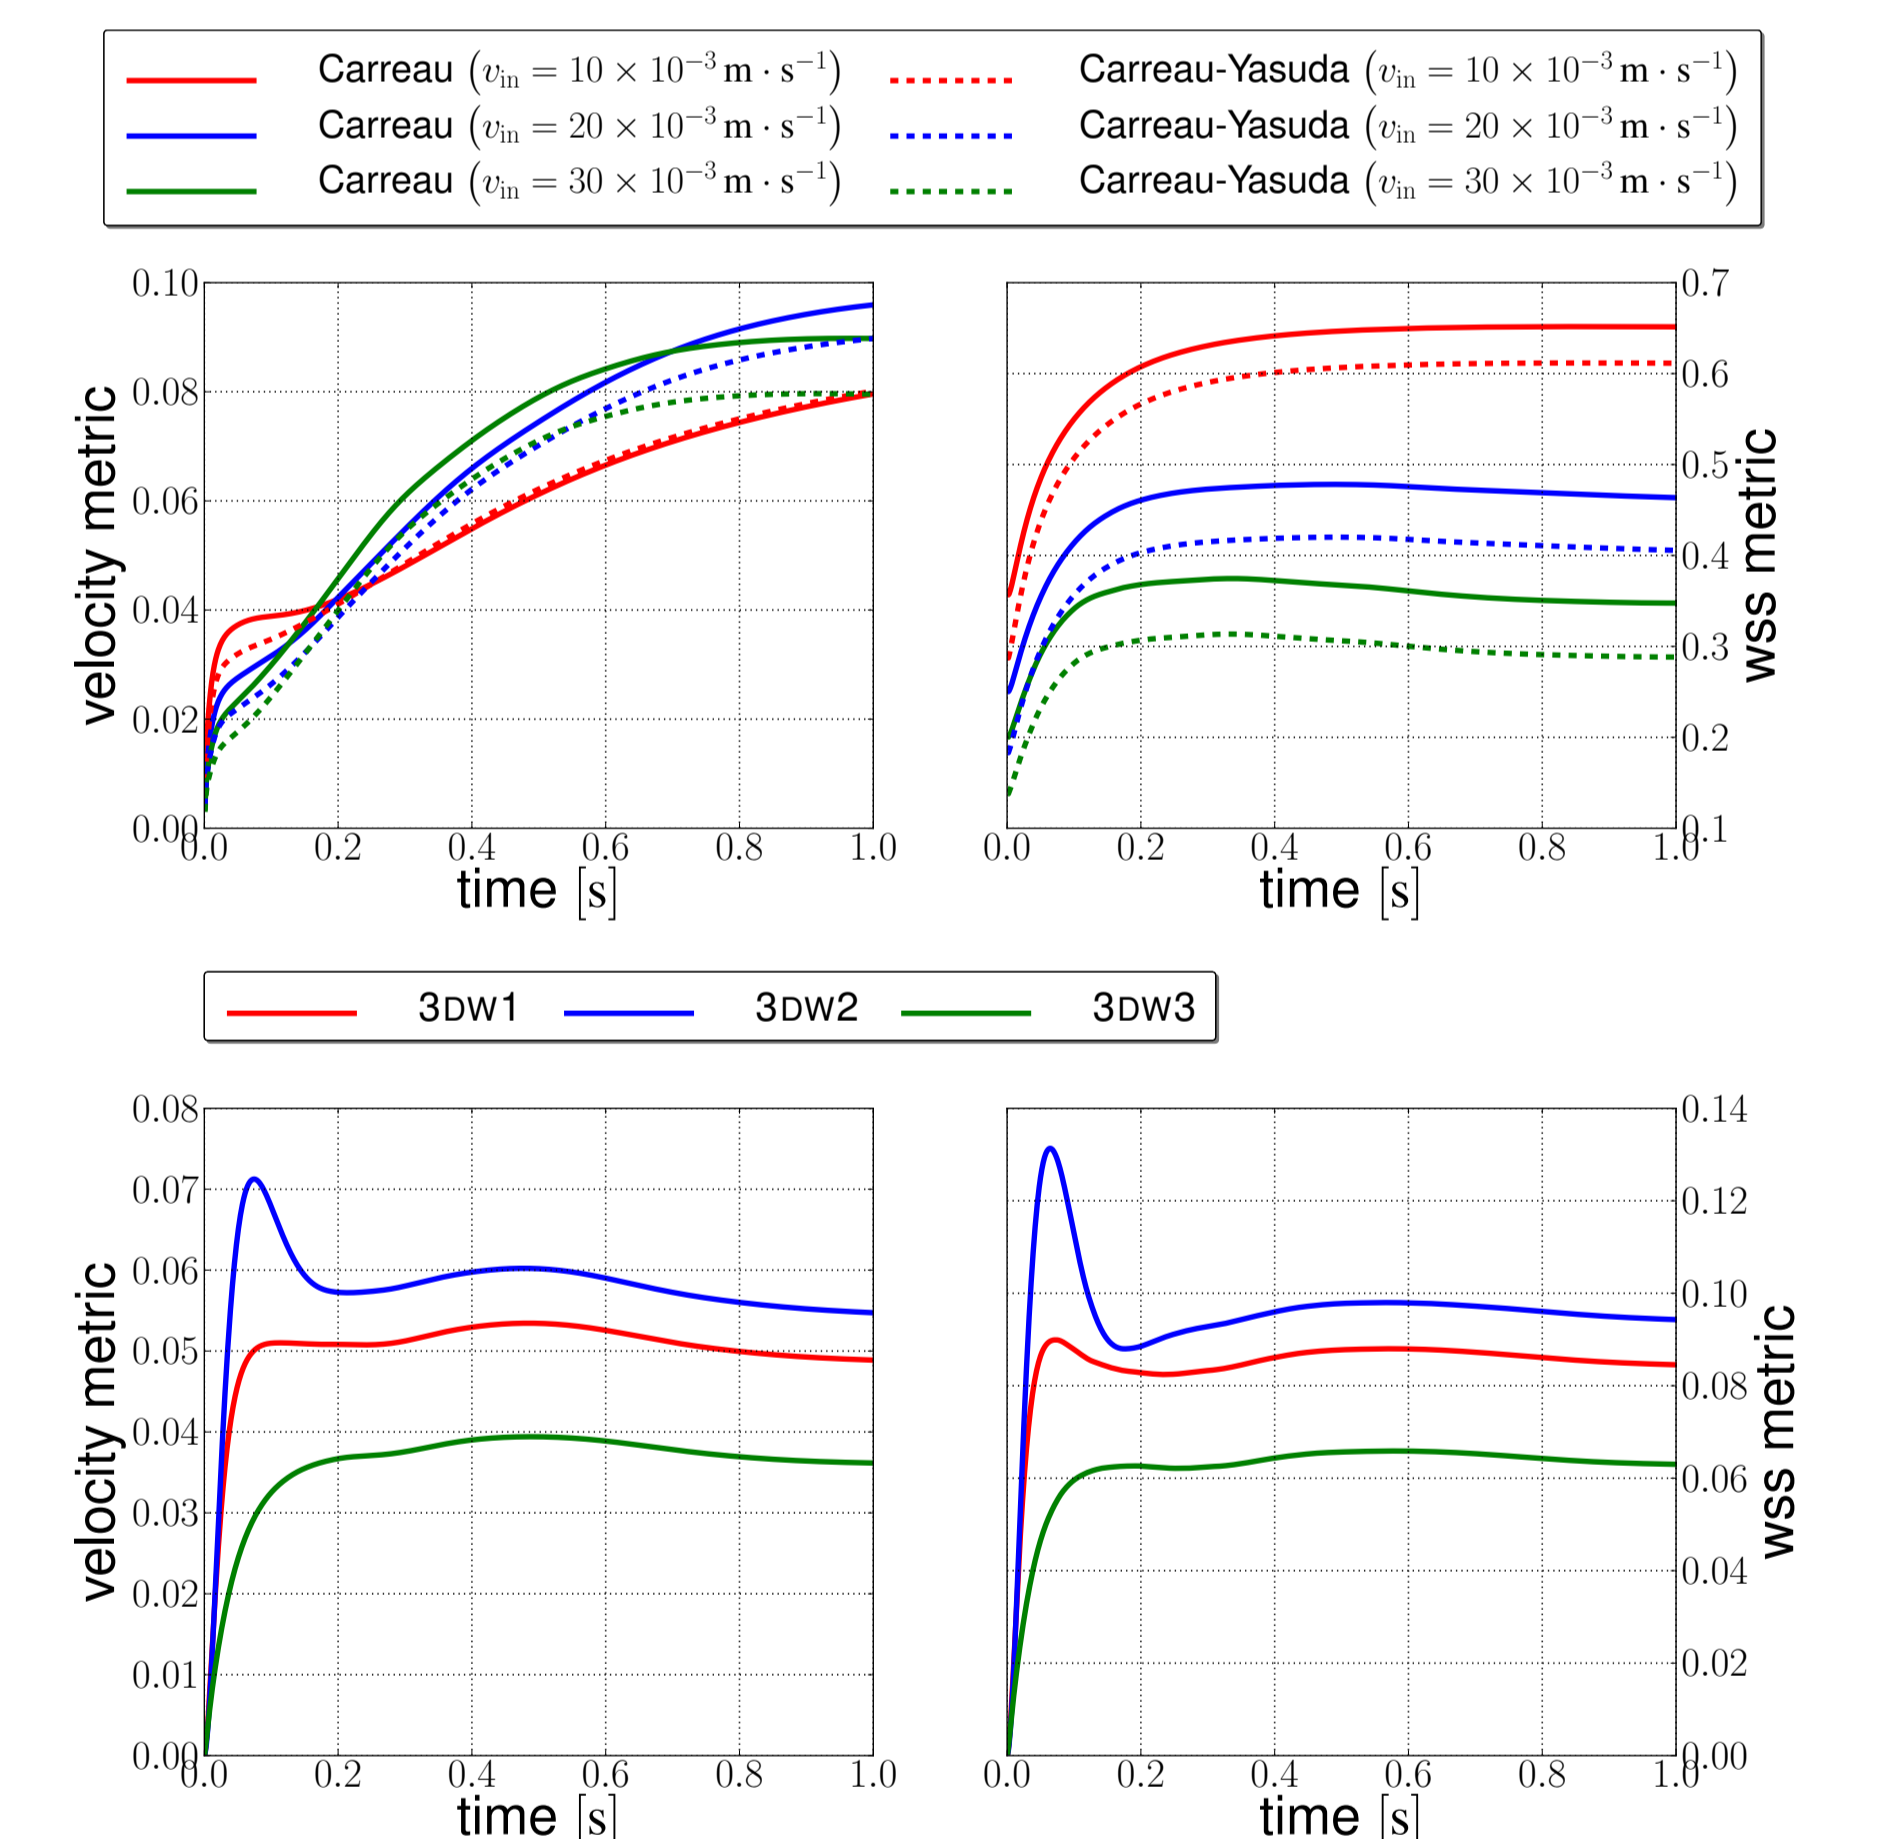 Carreau (v_in = 10 × 10⁻³ m · s⁻¹) Carreau-Yasuda (v_in = 10 × 10⁻³ m · s⁻¹)
Carreau (v_in = 20 × 10⁻³ m · s⁻¹) Carreau-Yasuda (v_in = 20 × 10⁻³ m · s⁻¹)
Carreau (v_in = 30 × 10⁻³ m · s⁻¹) Carreau-Yasuda (v_in = 30 × 10⁻³ m · s⁻¹)
velocity metric
0.10
0.08
0.06
0.04
0.02
0.00
0.0 0.2 0.4 0.6 0.8 1.0
time [s]
0.7
0.6
0.5
0.4
0.3
0.2
0.1
wss metric
0.0 0.2 0.4 0.6 0.8 1.0
time [s]
3DW1 3DW2 3DW3
velocity metric
0.08
0.07
0.06
0.05
0.04
0.03
0.02
0.01
0.00
0.0 0.2 0.4 0.6 0.8 1.0
time [s]
0.14
0.12
0.10
0.08
0.06
0.04
0.02
0.00
wss metric
0.0 0.2 0.4 0.6 0.8 1.0
time [s]